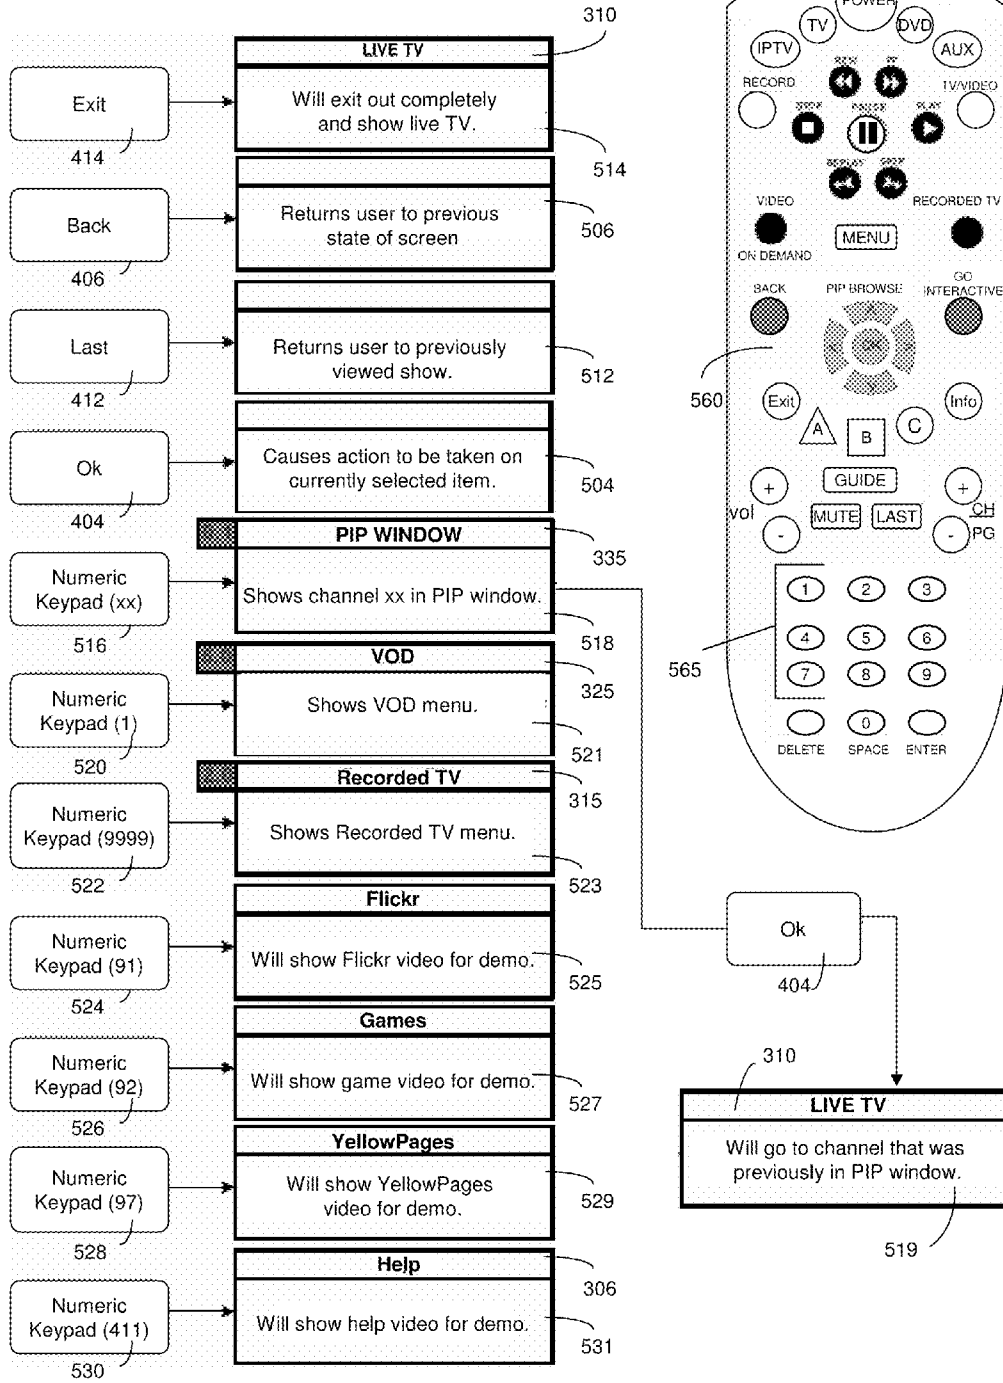 310
LIVE TV
Exit
Will exit out completely
and show live TV.
414
514
Back
Returns user to previous
state of screen
506
406
Last
Returns user to previously
viewed show.
512
412
Ok
Causes action to be taken on
currently selected item.
504
404
PIP WINDOW
335
Numeric
Keypad (xx)
Shows channel xx in PIP window.
516
518
VOD
325
Numeric
Keypad (1)
Shows VOD menu.
520
521
Recorded TV
315
Numeric
Keypad (9999)
Shows Recorded TV menu.
522
523
Flickr
Numeric
Keypad (91)
Will show Flickr video for demo.
524
525
Games
Numeric
Keypad (92)
Will show game video for demo.
526
527
YellowPages
Numeric
Keypad (97)
Will show YellowPages
video for demo.
528
529
Help
306
Numeric
Keypad (411)
Will show help video for demo.
530
531
POWER
TV
DVD
IPTV
AUX
REW
FF
RECORD
TV/VIDEO
STOP
PAUSE
PLAY
REPLAY
SKIP
VIDEO
ON DEMAND
MENU
RECORDED TV
BACK
PIP BROWSE
GO
INTERACTIVE
OK
560
Exit
Info
A
B
C
GUIDE
+
+
vol
MUTE
LAST
CH
PG
-
-
1 2 3
4 5 6
565
7 8 9
0
DELETE SPACE ENTER
Ok
404
310
LIVE TV
Will go to channel that was
previously in PIP window.
519